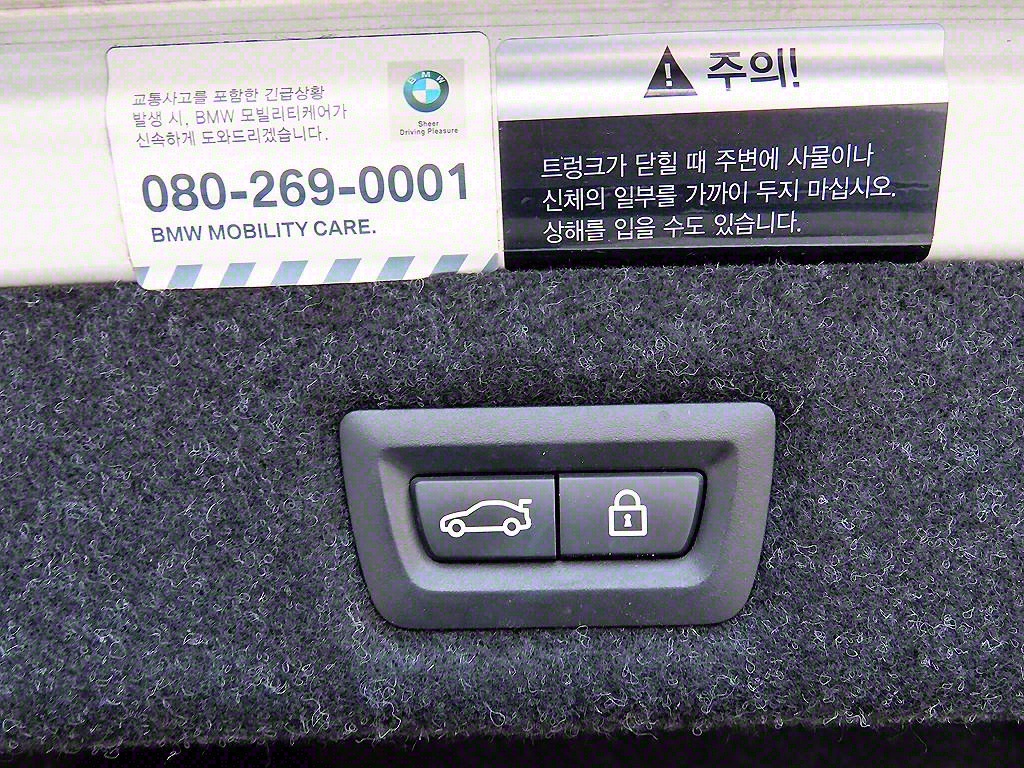 교통사고를 포함한 긴급상황
발생 시, BMW 모빌리티케어가
신속하게 도와드리겠습니다.
BMW
Sheer
Driving Pleasure
080-269-0001
BMW MOBILITY CARE.
주의!
트렁크가 닫힐 때 주변에 사물이나
신체의 일부를 가까이 두지 마십시오.
상해를 입을 수도 있습니다.